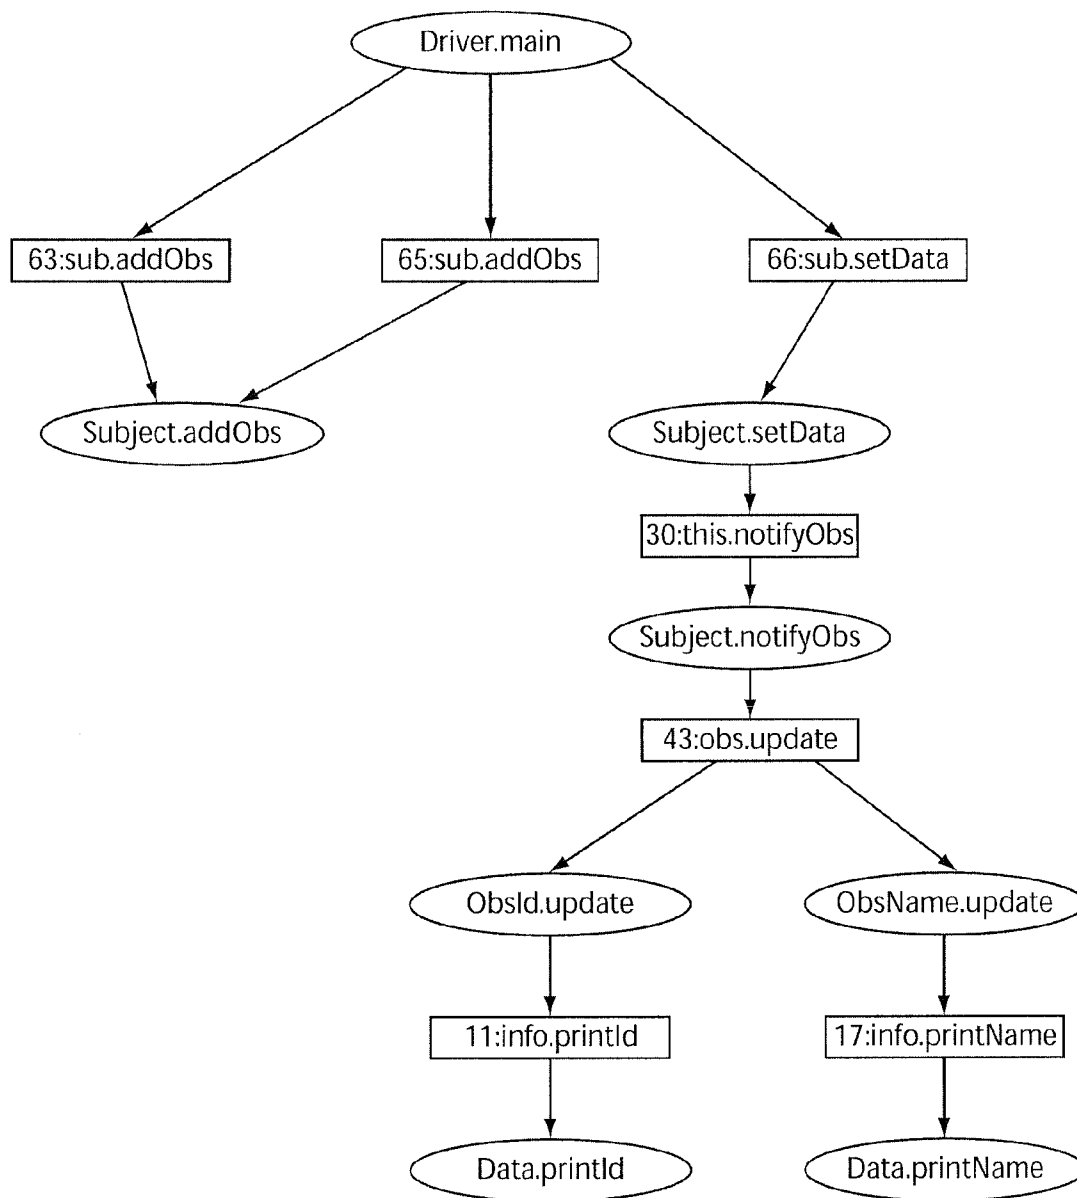 Driver.main
63:sub.addObs
65:sub.addObs
66:sub.setData
Subject.addObs
Subject.setData
30:this.notifyObs
Subject.notifyObs
43:obs.update
ObsId.update
ObsName.update
11:info.printId
17:info.printName
Data.printId
Data.printName